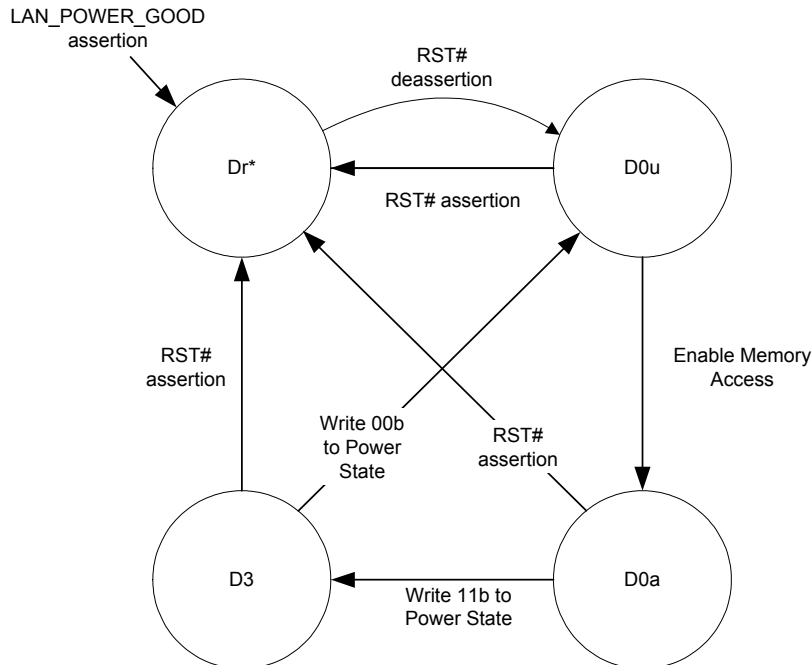 LAN_POWER_GOOD
assertion
RST#
deassertion
Dr*
D0u
RST# assertion
RST#
assertion
Enable Memory
Access
Write 00b
to Power
State
RST#
assertion
D3
D0a
Write 11b to
Power State